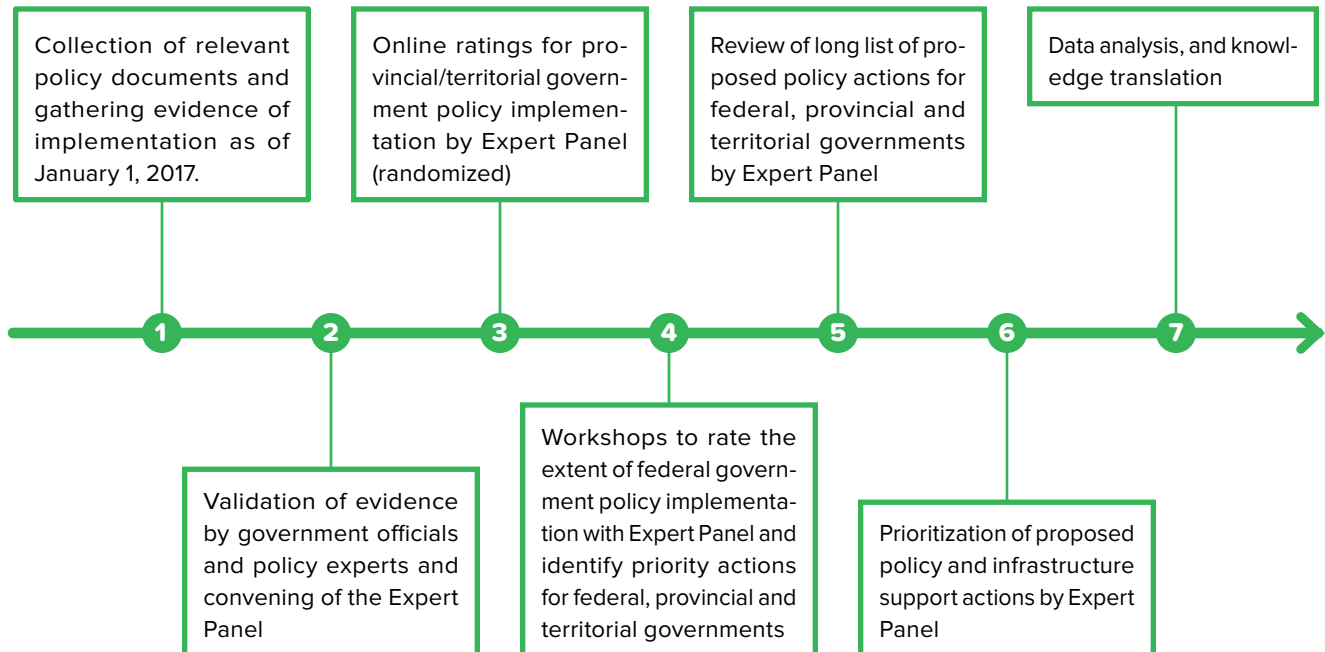 Collection of relevant
policy documents and
gathering evidence of
implementation as of
January 1, 2017.
Online ratings for pro-
vincial/territorial govern-
ment policy implemen-
tation by Expert Panel
(randomized)
Review of long list of pro-
posed policy actions for
federal, provincial and
territorial governments
by Expert Panel
Data analysis, and knowl-
edge translation
1
2
3
4
5
6
7
Validation of evidence
by government officials
and policy experts and
convening of the Expert
Panel
Workshops to rate the
extent of federal govern-
ment policy implementa-
tion with Expert Panel and
identify priority actions
for federal, provincial and
territorial governments
Prioritization of proposed
policy and infrastructure
support actions by Expert
Panel